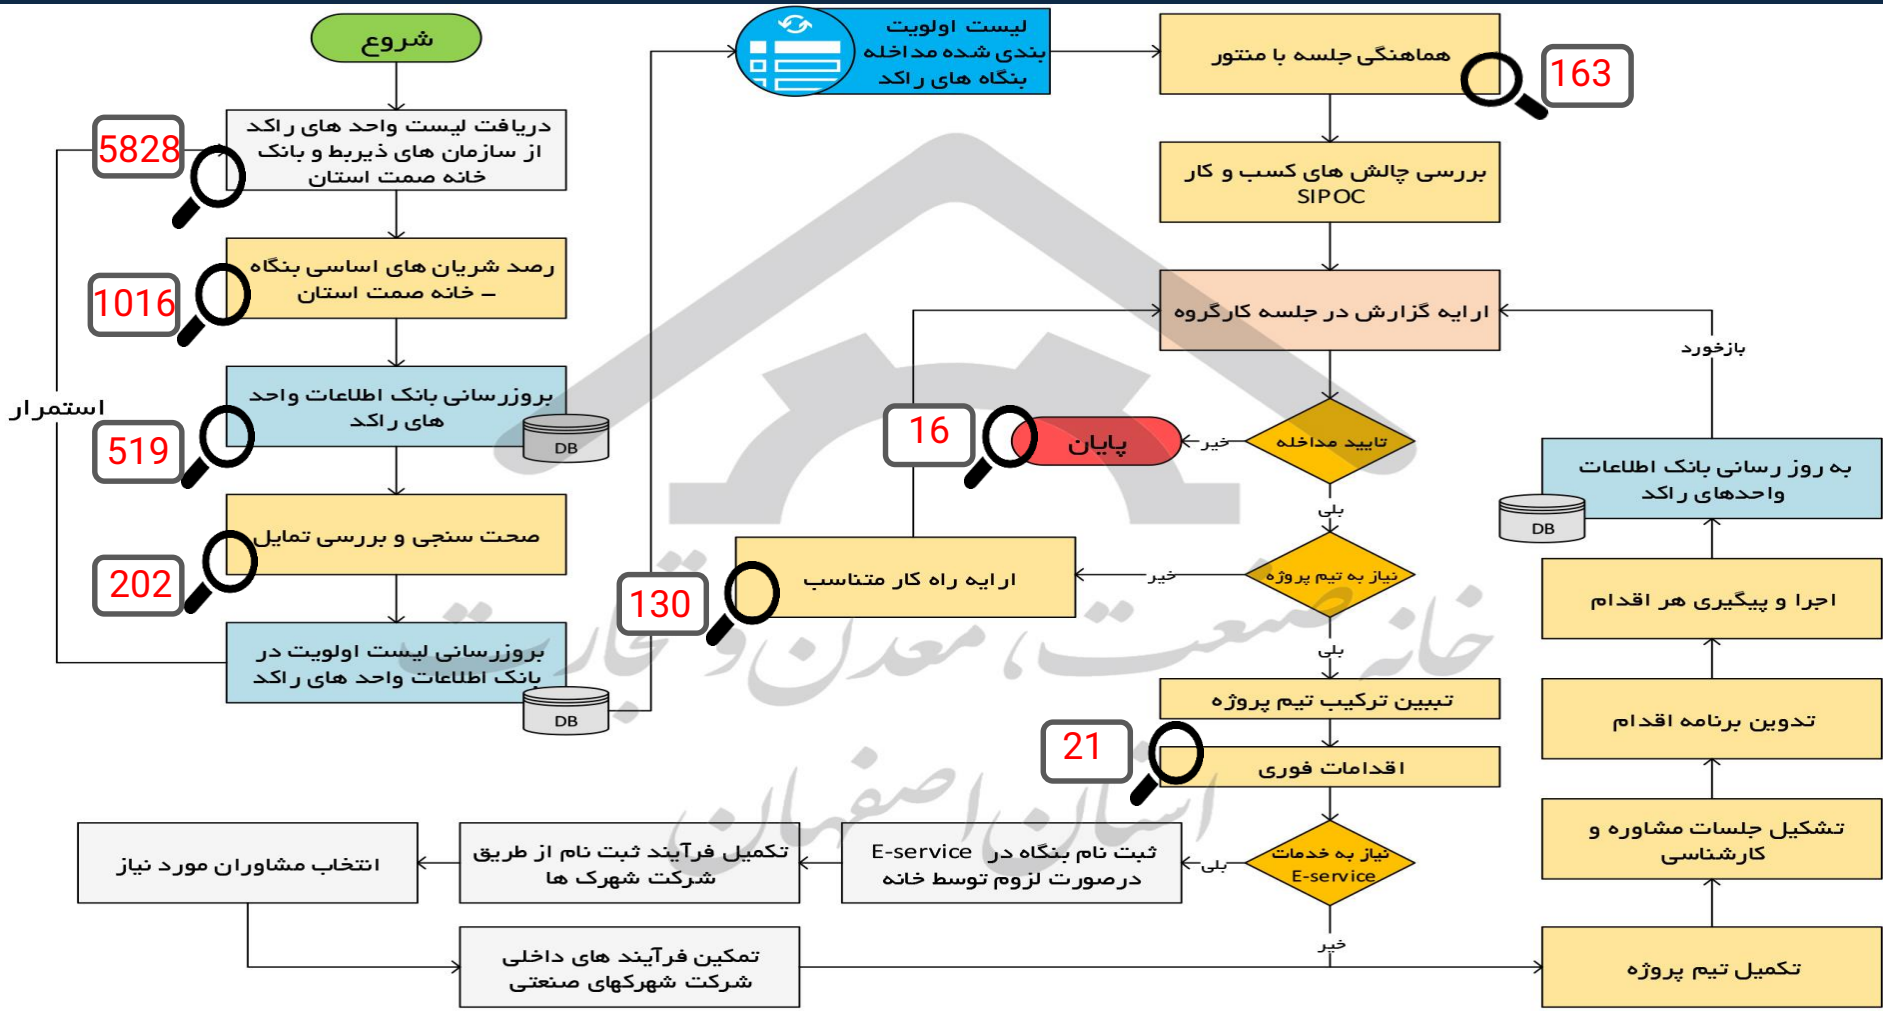 شروع
دریافت لیست واحد های راکد
از سازمان های ذیربط و بانک
خانه صمت استان
5828
رصد شریان های اساسی بنگاه
– خانه صمت استان
1016
بروزرسانی بانک اطلاعات واحد
های راکد
DB
519
استمرار
صحت سنجی و بررسی تمایل
202
بروزرسانی لیست اولویت در
بانک اطلاعات واحد های راکد
DB
لیست اولویت
بندی شده مداخله
بنگاه های راکد
هماهنگی جلسه با منتور
163
بررسی چالش های کسب و کار
SIPOC
ارایه گزارش در جلسه کارگروه
تایید مداخله
خیر
پایان
16
بلی
نیاز به تیم پروژه
خیر
ارایه راه کار متناسب
130
بلی
تبیین ترکیب تیم پروژه
اقدامات فوری
21
نیاز به خدمات
E-service
بلی
ثبت نام بنگاه در E-service
درصورت لزوم توسط خانه
تکمیل فرآیند ثبت نام از طریق
شرکت شهرک ها
انتخاب مشاوران مورد نیاز
تمکین فرآیند های داخلی
شرکت شهرکهای صنعتی
خیر
تکمیل تیم پروژه
تشکیل جلسات مشاوره و
کارشناسی
تدوین برنامه اقدام
اجرا و پیگیری هر اقدام
به روز رسانی بانک اطلاعات
واحدهای راکد
DB
بازخورد
خانه صنعت، معدن و تجارت
استان اصفهان